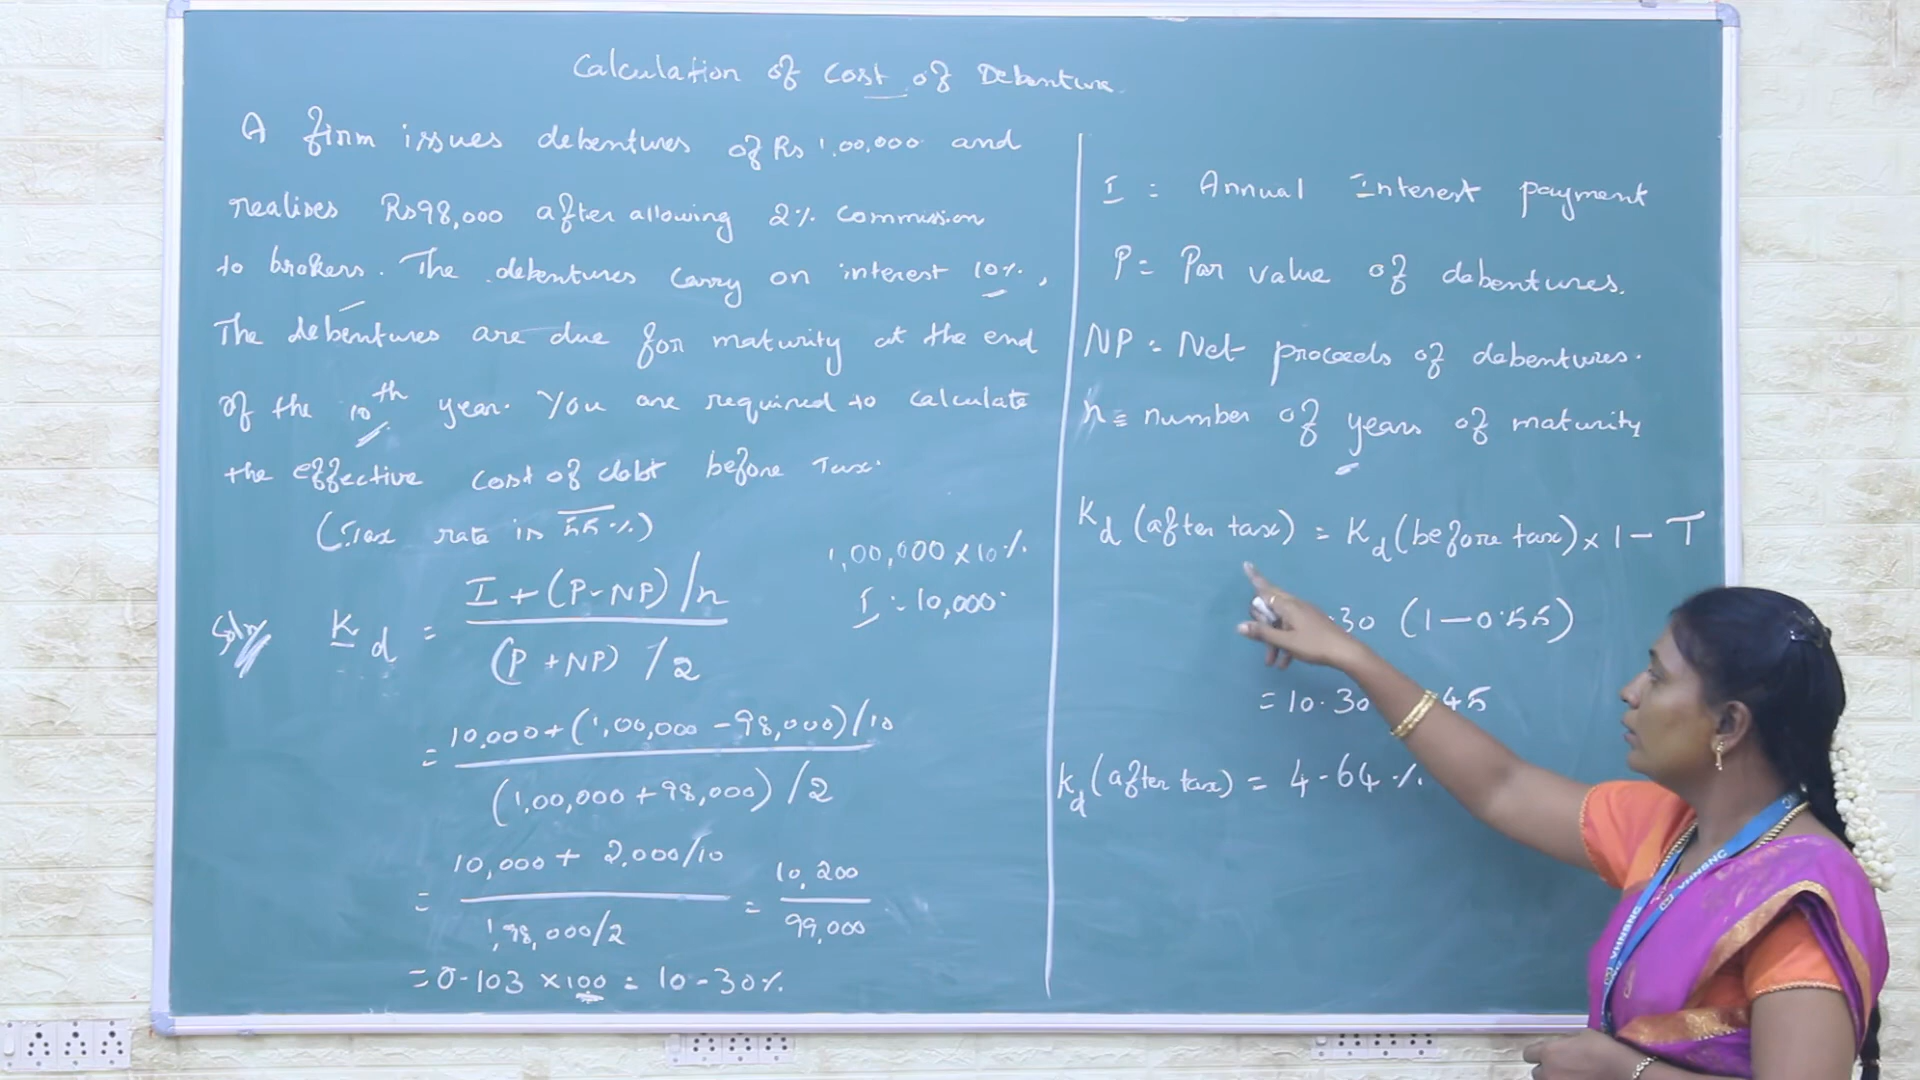 Calculation of Cost of Debenture
A firm issues debentures of Rs 1,00,000 and
realises Rs98,000 after allowing 2% Commission
to brokers. The debentures carry on interest 10%,
The debentures are due for maturity at the end
of the 10th year. You are required to calculate
the effective cost of debt before Tax.
(Tax rate is 55%)
1,00,000 x 10%
I = 10,000
Soln Kd = I + (P-NP)/n
(P+NP)/2
= 10,000+(1,00,000-98,000)/10
(1,00,000+98,000)/2
= 10,000+ 2,000/10 = 10,200
1,98,000/2 99,000
= 0.103 x100 = 10.30%
I = Annual Interest payment
P = Par value of debentures.
NP = Net proceeds of debentures.
n = number of years of maturity
Kd (after tax) = Kd (before tax) x 1 - T
30 (1-0.55)
= 10.30 45
Kd (after tax) = 4.64%
VHNSNC
VHNSNC